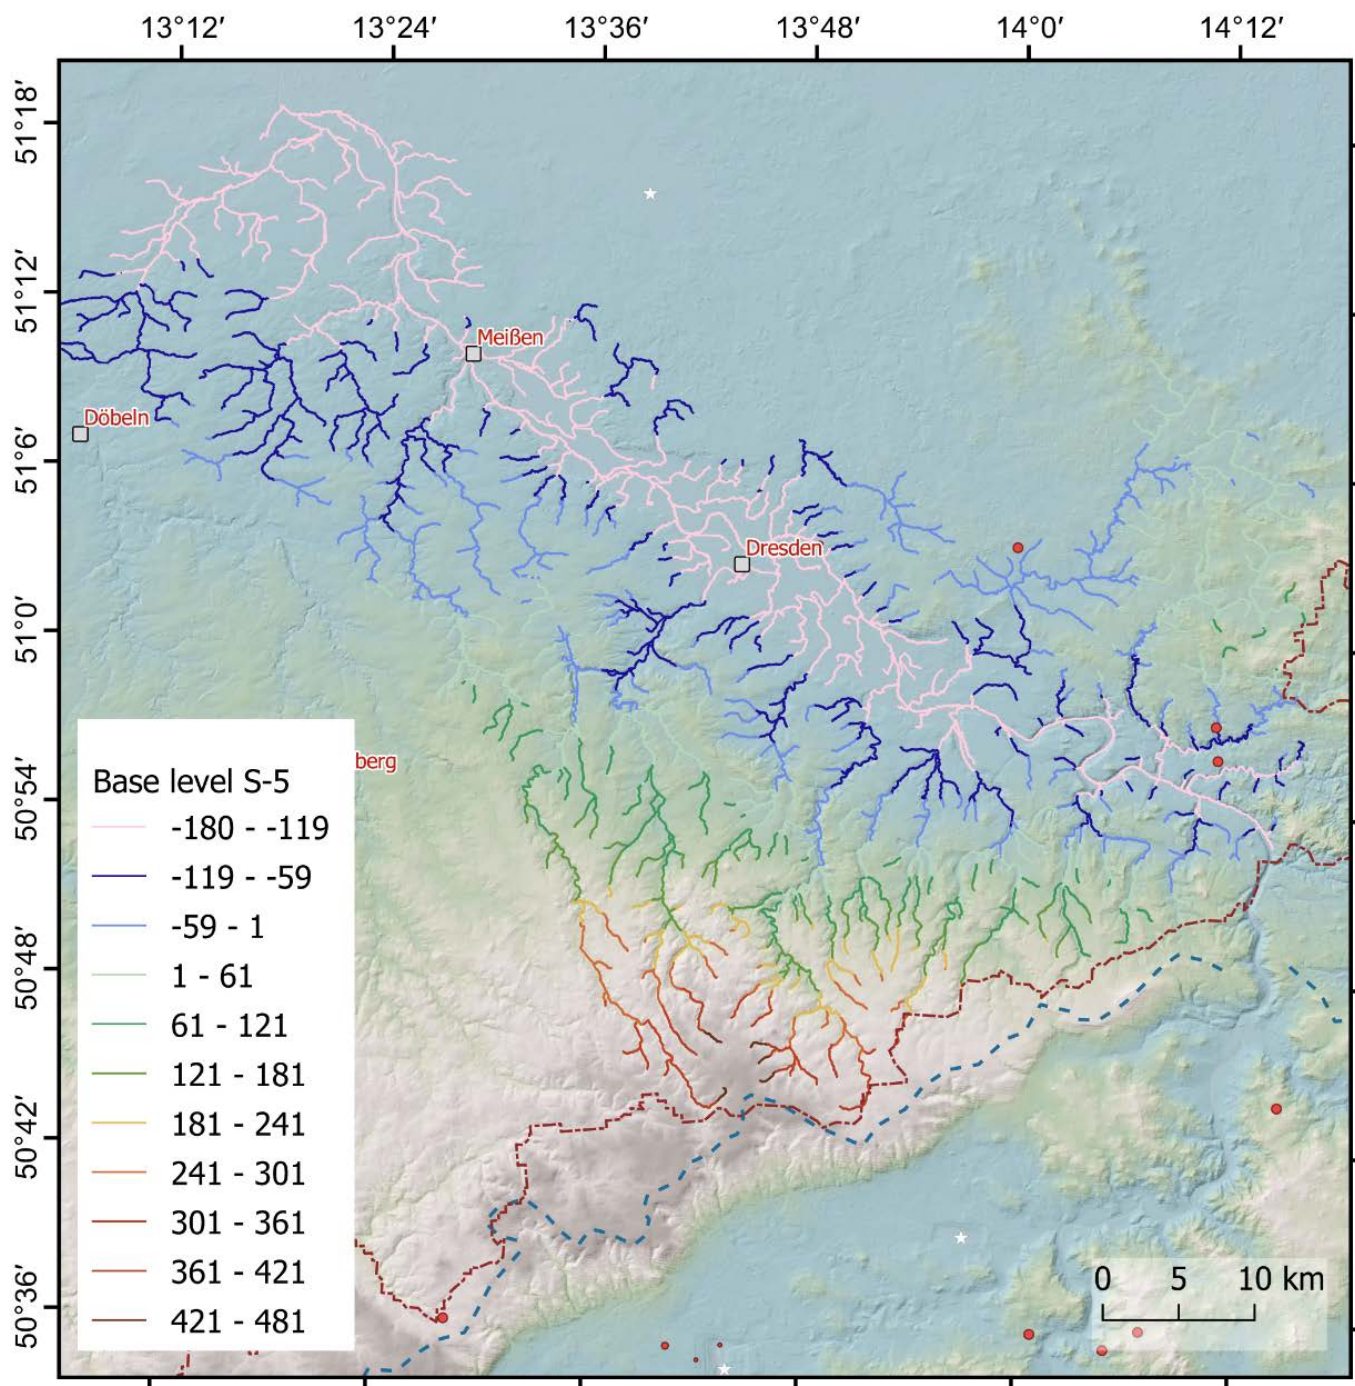 13°12′ 13°24′ 13°36′ 13°48′ 14°0′ 14°12′
51°18′
51°12′
Meißen
Döbeln
51°6′
Dresden
51°0′
berg
50°54′
50°48′
50°42′
50°36′
Base level S-5
-180 - -119
-119 - -59
-59 - 1
1 - 61
61 - 121
121 - 181
181 - 241
241 - 301
301 - 361
361 - 421
421 - 481
0 5 10 km